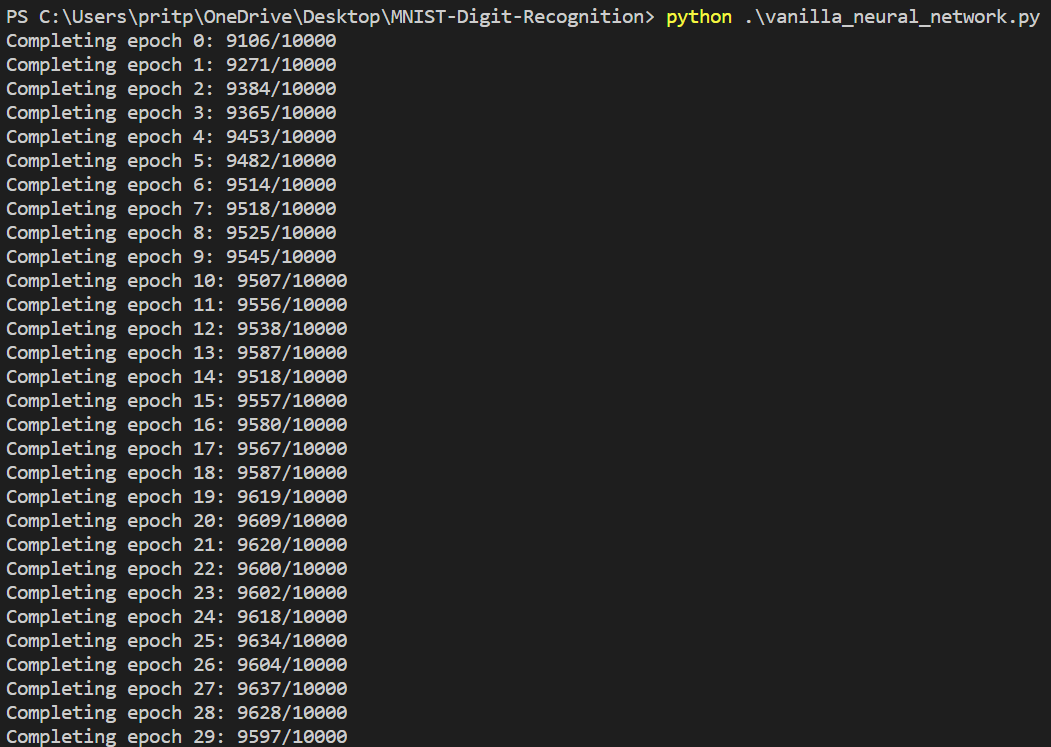 PS C:\Users\pritp\OneDrive\Desktop\MNIST-Digit-Recognition> python .\vanilla_neural_network.py
Completing epoch 0: 9106/10000
Completing epoch 1: 9271/10000
Completing epoch 2: 9384/10000
Completing epoch 3: 9365/10000
Completing epoch 4: 9453/10000
Completing epoch 5: 9482/10000
Completing epoch 6: 9514/10000
Completing epoch 7: 9518/10000
Completing epoch 8: 9525/10000
Completing epoch 9: 9545/10000
Completing epoch 10: 9507/10000
Completing epoch 11: 9556/10000
Completing epoch 12: 9538/10000
Completing epoch 13: 9587/10000
Completing epoch 14: 9518/10000
Completing epoch 15: 9557/10000
Completing epoch 16: 9580/10000
Completing epoch 17: 9567/10000
Completing epoch 18: 9587/10000
Completing epoch 19: 9619/10000
Completing epoch 20: 9609/10000
Completing epoch 21: 9620/10000
Completing epoch 22: 9600/10000
Completing epoch 23: 9602/10000
Completing epoch 24: 9618/10000
Completing epoch 25: 9634/10000
Completing epoch 26: 9604/10000
Completing epoch 27: 9637/10000
Completing epoch 28: 9628/10000
Completing epoch 29: 9597/10000